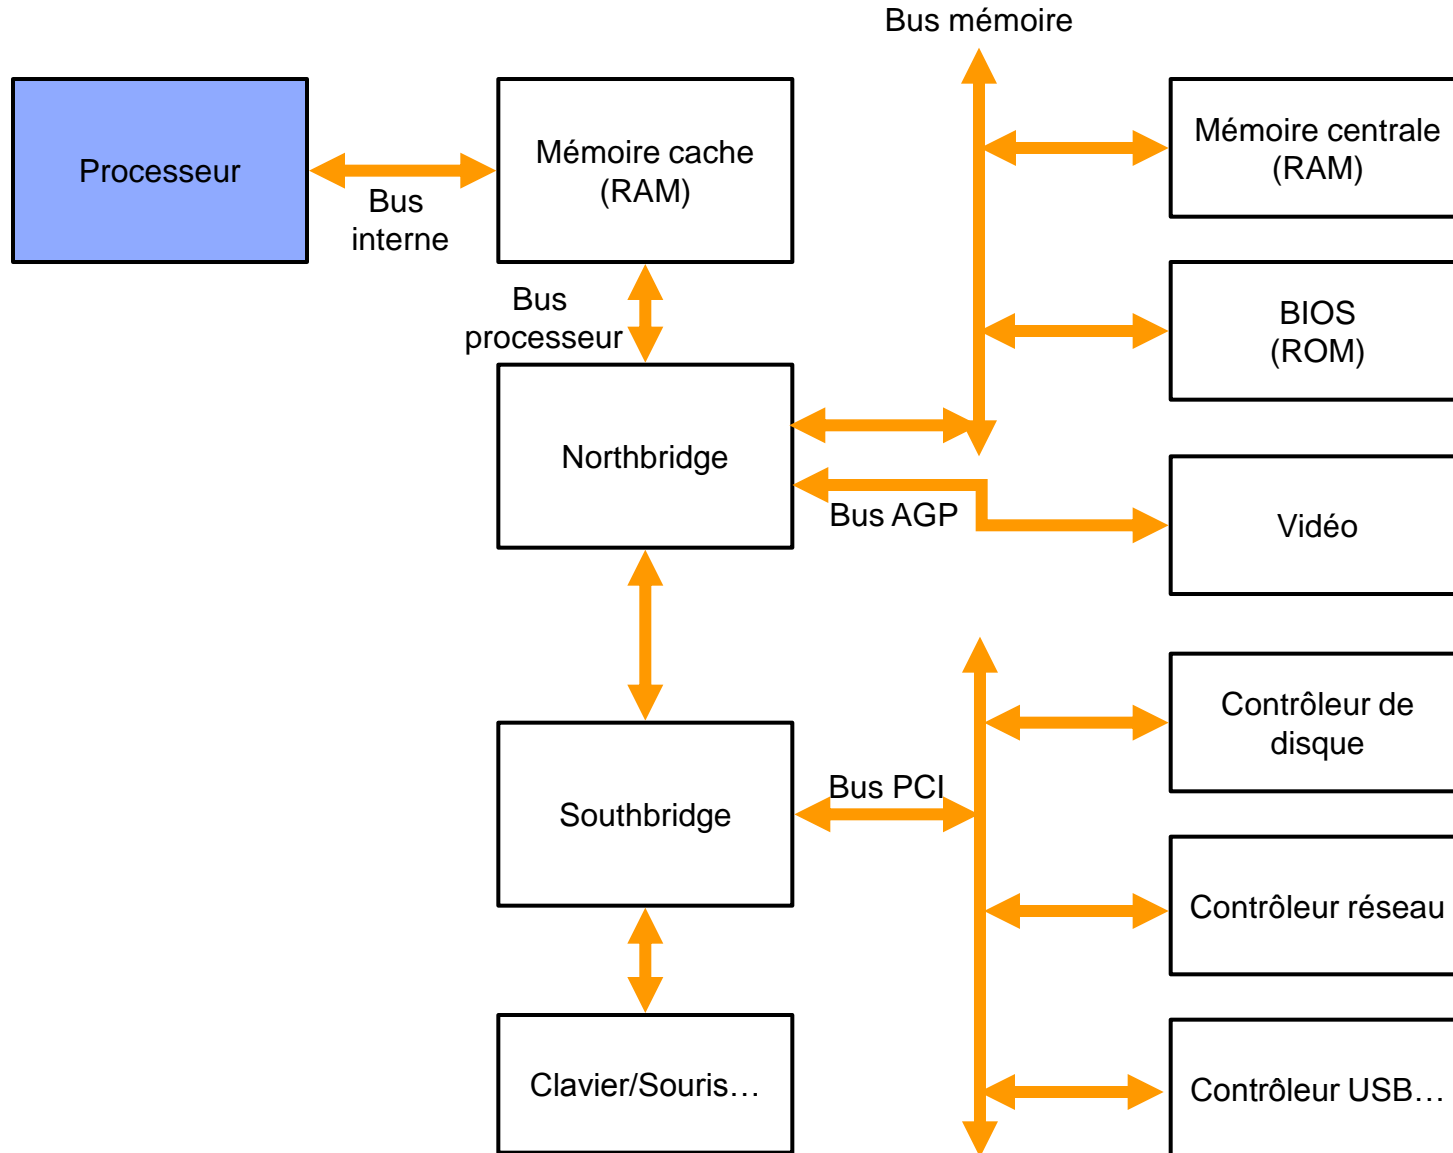 Bus mémoire
Processeur
Bus
interne
Mémoire cache
(RAM)
Mémoire centrale
(RAM)
Bus
processeur
BIOS
(ROM)
Northbridge
Bus AGP
Vidéo
Contrôleur de
disque
Southbridge
Bus PCI
Contrôleur réseau
Clavier/Souris…
Contrôleur USB…